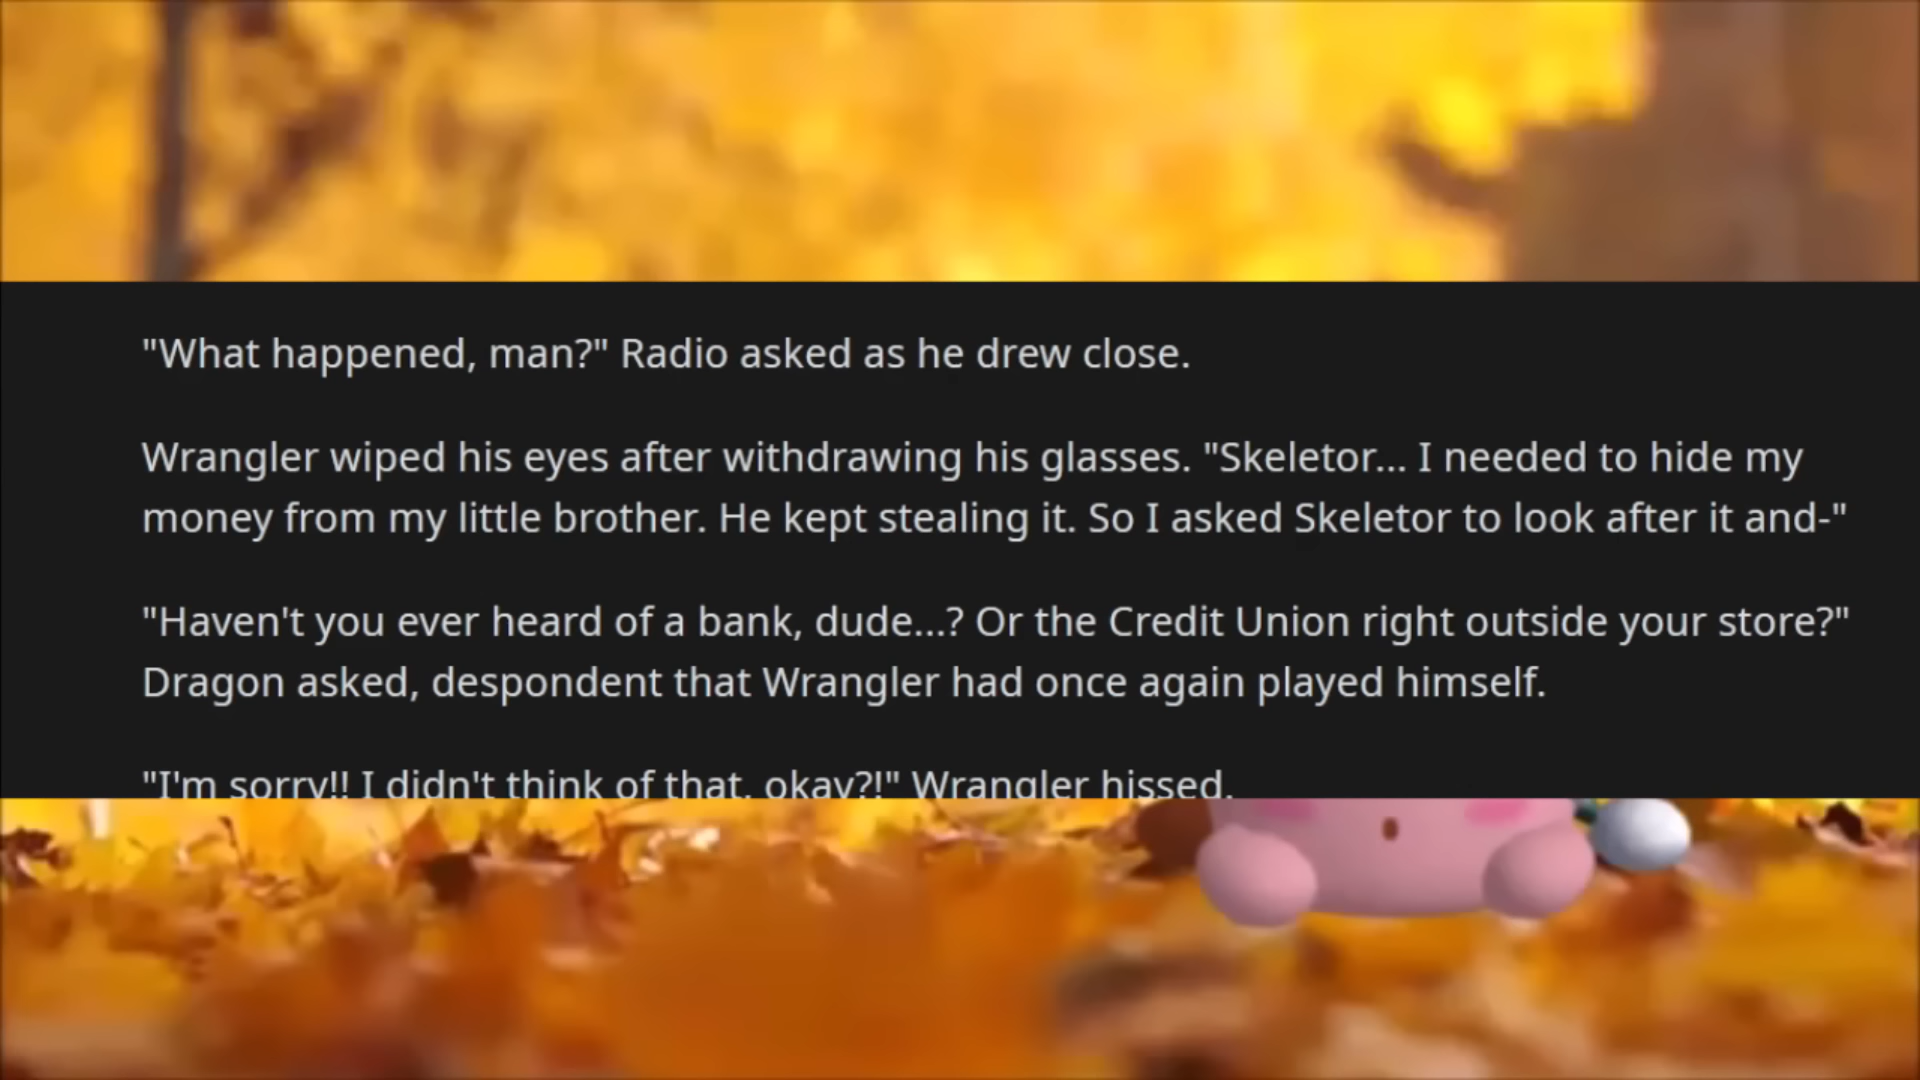 "What happened, man?" Radio asked as he drew close.
Wrangler wiped his eyes after withdrawing his glasses. "Skeletor... I needed to hide my
money from my little brother. He kept stealing it. So I asked Skeletor to look after it and-"
"Haven't you ever heard of a bank, dude...? Or the Credit Union right outside your store?"
Dragon asked, despondent that Wrangler had once again played himself.
"I'm sorry!! I didn't think of that, okay?!" Wrangler hissed.